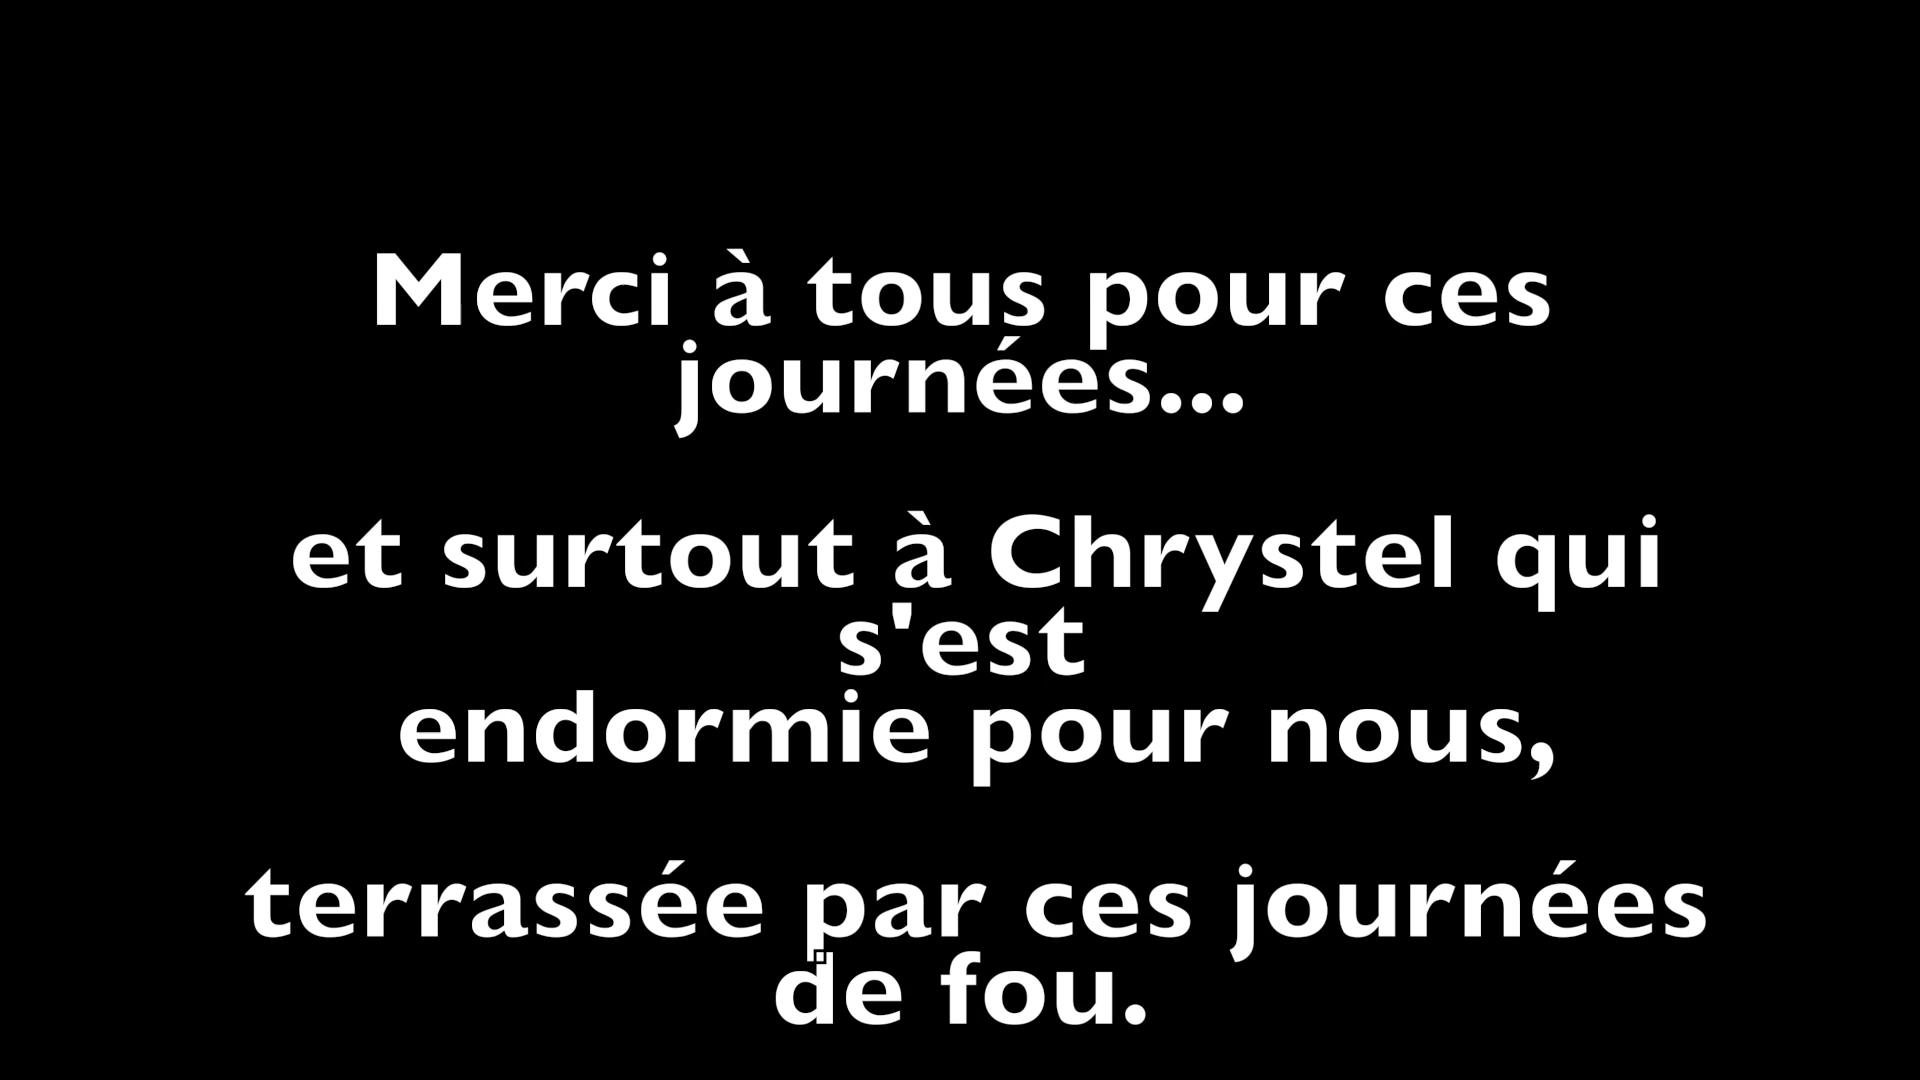 Merci à tous pour ces
journées...
et surtout à Chrystel qui
s'est
endormie pour nous,
terrassée par ces journées
de fou.